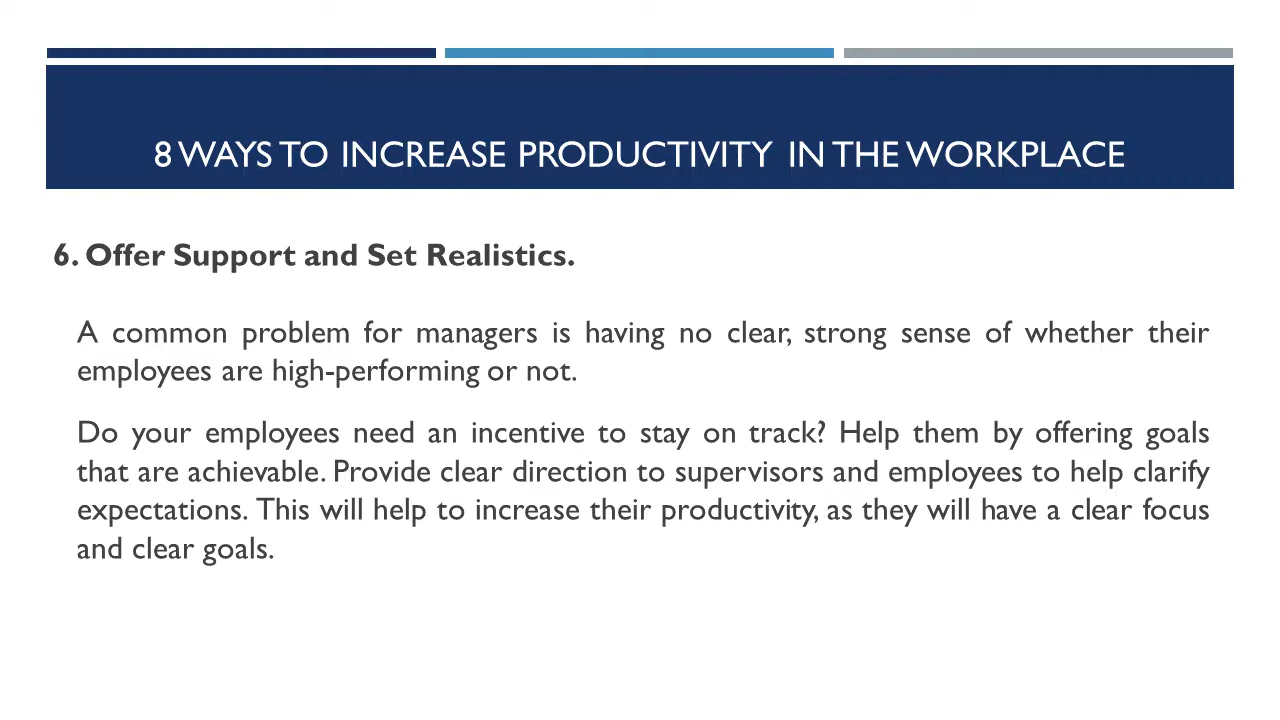 8 WAYS TO INCREASE PRODUCTIVITY IN THE WORKPLACE
6. Offer Support and Set Realistics.
A common problem for managers is having no clear, strong sense of whether their
employees are high-performing or not.
Do your employees need an incentive to stay on track? Help them by offering goals
that are achievable. Provide clear direction to supervisors and employees to help clarify
expectations. This will help to increase their productivity, as they will have a clear focus
and clear goals.